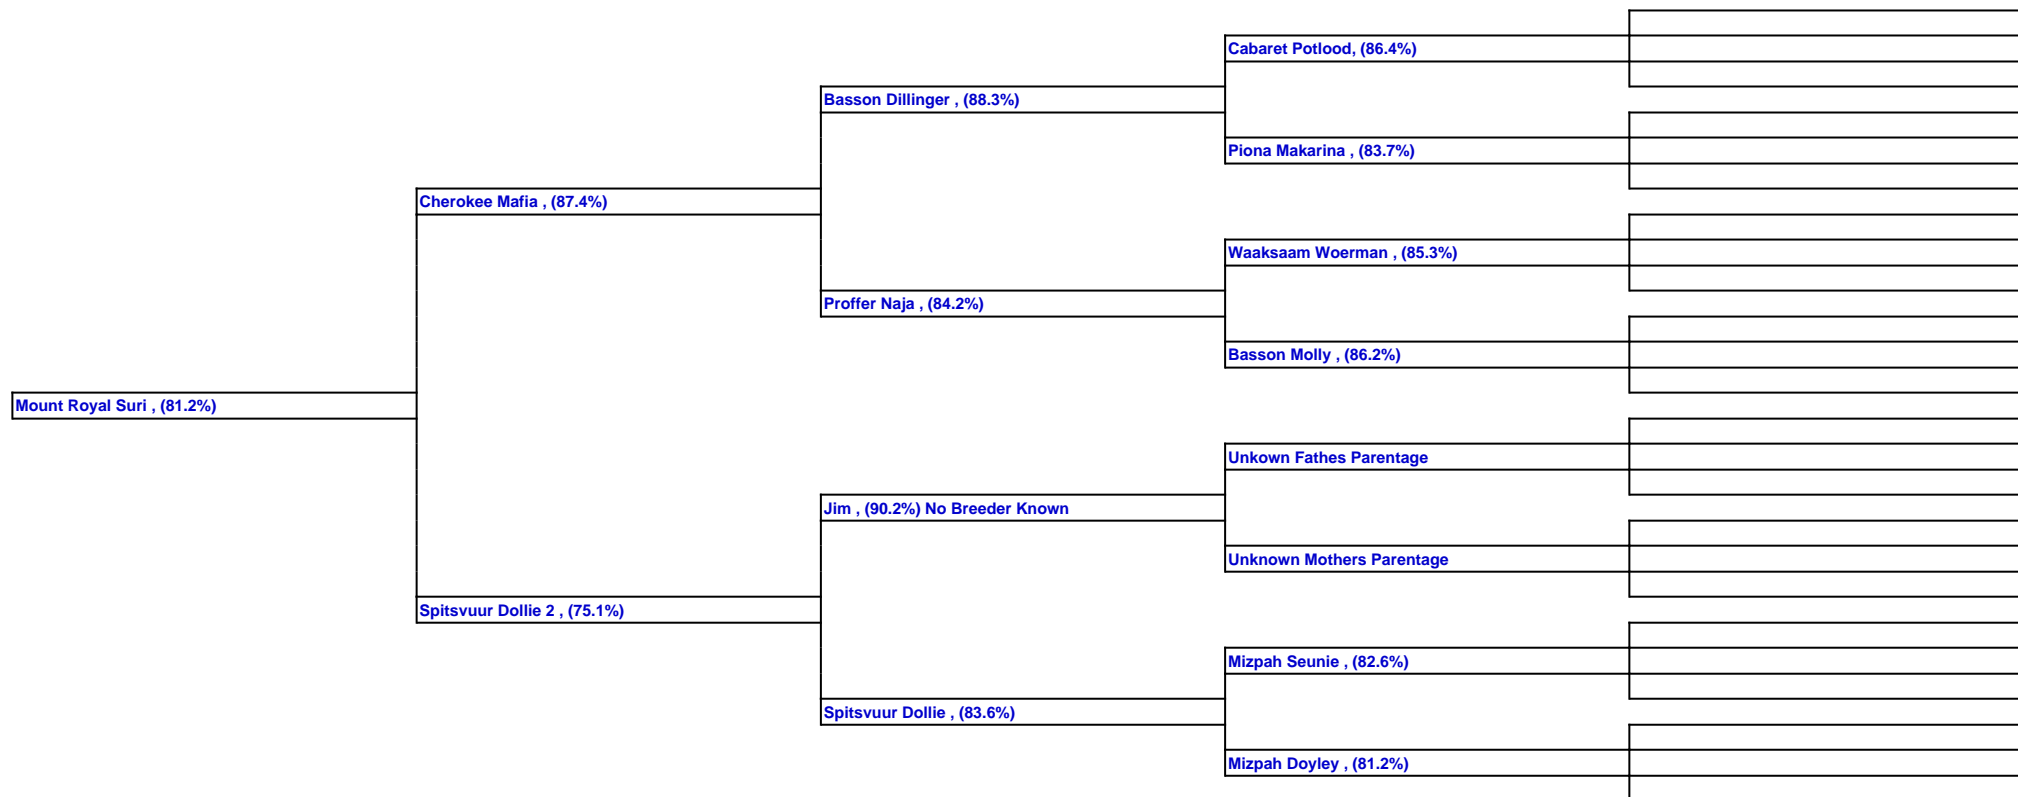 Cabaret Potlood, (86.4%)
Basson Dillinger , (88.3%)
Piona Makarina , (83.7%)
Cherokee Mafia , (87.4%)
Waaksaam Woerman , (85.3%)
Proffer Naja , (84.2%)
Basson Molly , (86.2%)
Mount Royal Suri , (81.2%)
Unkown Fathes Parentage
Jim , (90.2%) No Breeder Known
Unknown Mothers Parentage
Spitsvuur Dollie 2 , (75.1%)
Mizpah Seunie , (82.6%)
Spitsvuur Dollie , (83.6%)
Mizpah Doyley , (81.2%)